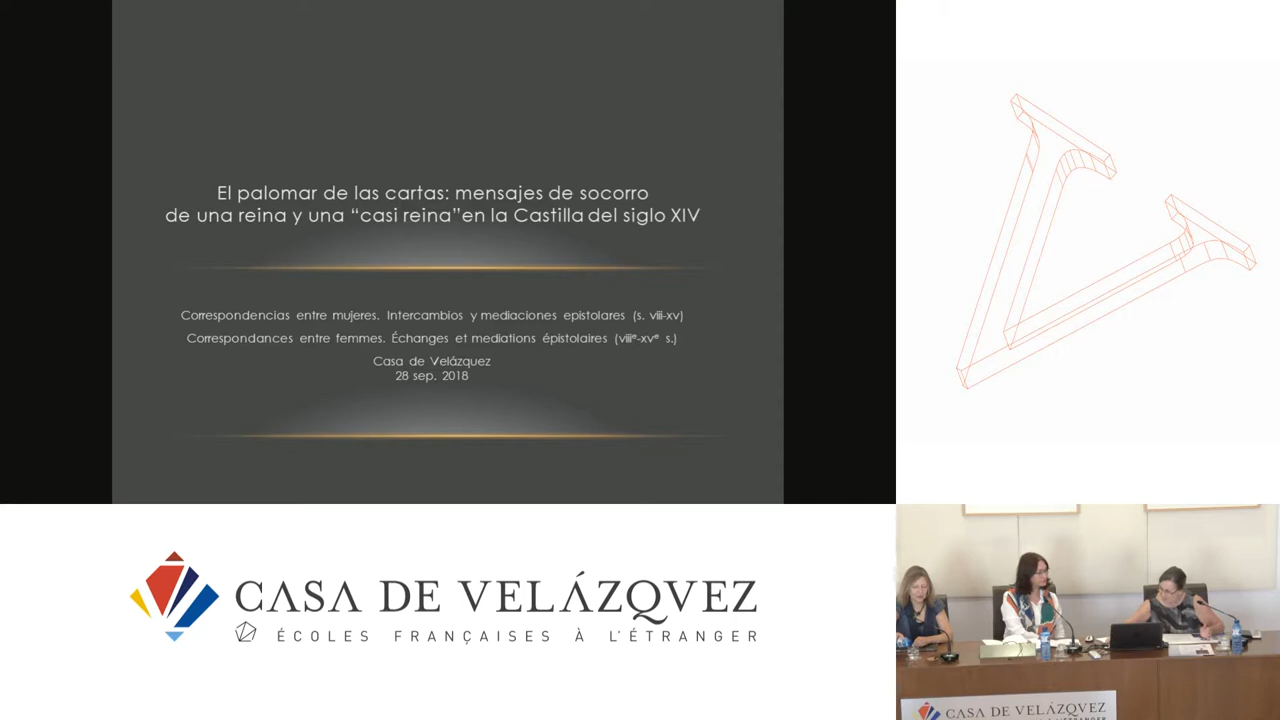 El palomar de las cartas: mensajes de socorro
de una reina y una “casi reina”en la Castilla del siglo XIV
Correspondencias entre mujeres. Intercambios y mediaciones epistolares (s. viii-xv)
Correspondances entre femmes. Échanges et mediations épistolaires (viiiᵉ-xvᵉ s.)
Casa de Velázquez
28 sep. 2018
CASA DE VELÁZQVEZ
ÉCOLES FRANÇAISES À L'ÉTRANGER
CASA DE VELÁZQVEZ